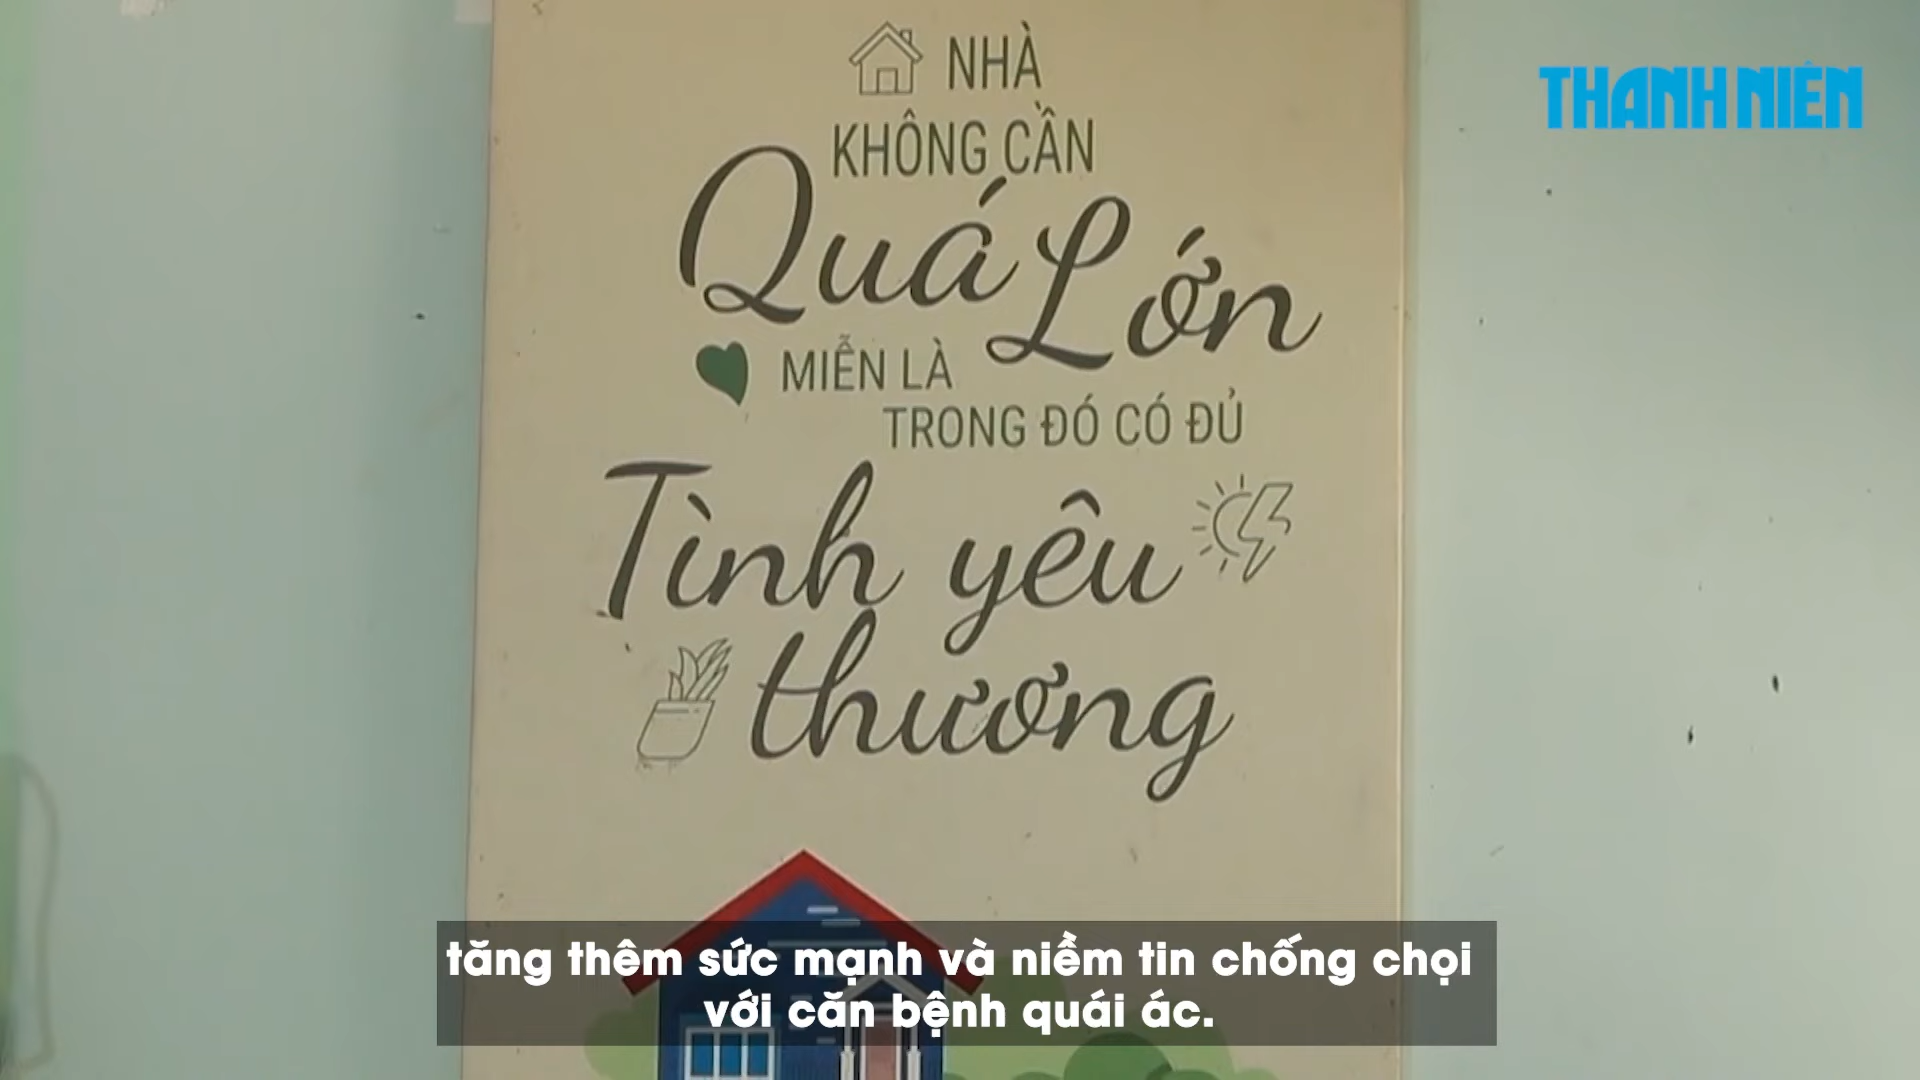 THANH NIÊN
NHÀ
KHÔNG CẦN
Quá Lớn
MIỄN LÀ
TRONG ĐÓ CÓ ĐỦ
Tình yêu
thương
tăng thêm sức mạnh và niềm tin chống chọi
với căn bệnh quái ác.